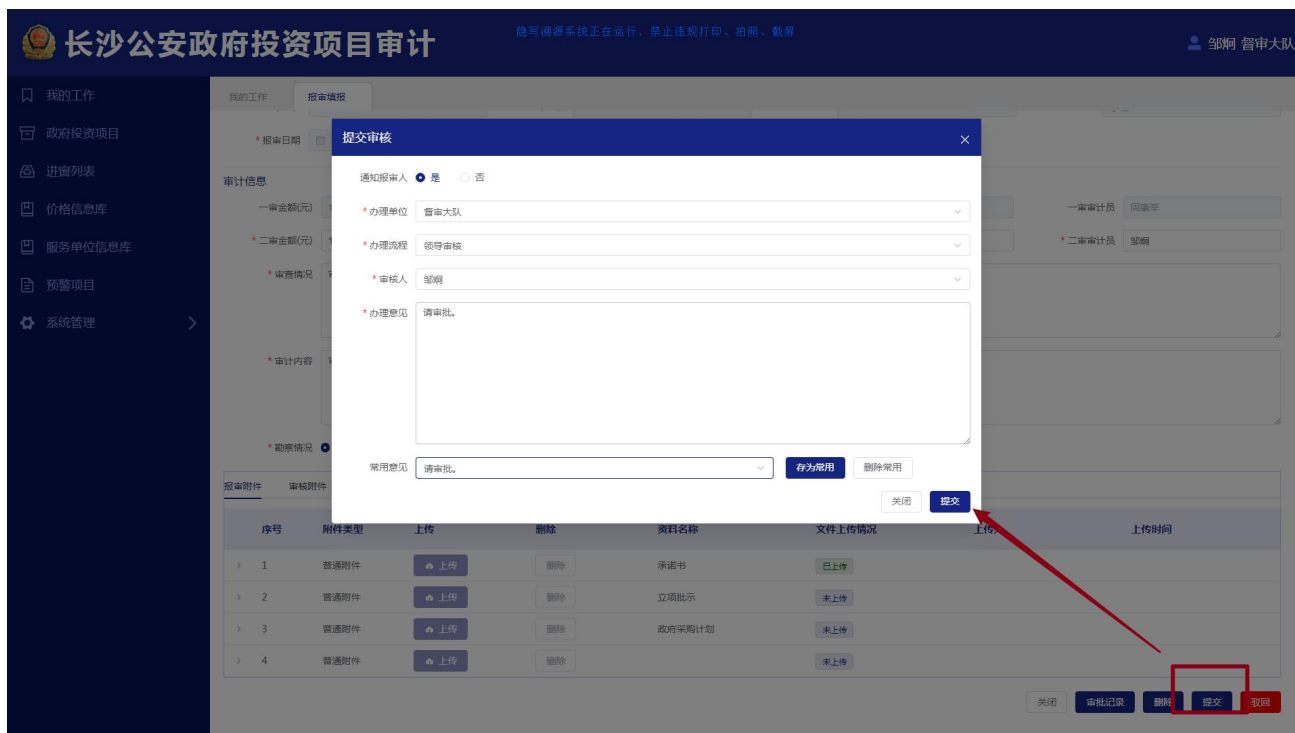 长沙公安政府投资项目审计
隐写溯源系统正在运行，禁止违规打印、拍照、截屏
邹炯 督审大队
我的工作
政府投资项目
进窗列表
价格信息库
服务单位信息库
预警项目
系统管理
我的工作 报审填报
*报审日期
审计信息
一审金额(元) 一审审计员
*二审金额(元) *二审审计员 邹炯
*审查情况
*审计内容
*勘察情况
提交审核
通知报审人 是 否
*办理单位 督审大队
*办理流程 领导审核
*审核人 邹炯
*办理意见 请审批。
常用意见 请审批。 存为常用 删除常用
关闭 提交
报审附件 审核附件
序号 附件类型 上传 删除 资料名称 文件上传情况 上传 上传时间
1 普通附件 上传 删除 承诺书 已上传
2 普通附件 上传 删除 立项批示 未上传
3 普通附件 上传 删除 政府采购计划 未上传
4 普通附件 上传 删除 未上传
关闭 审批记录 删除 提交 驳回